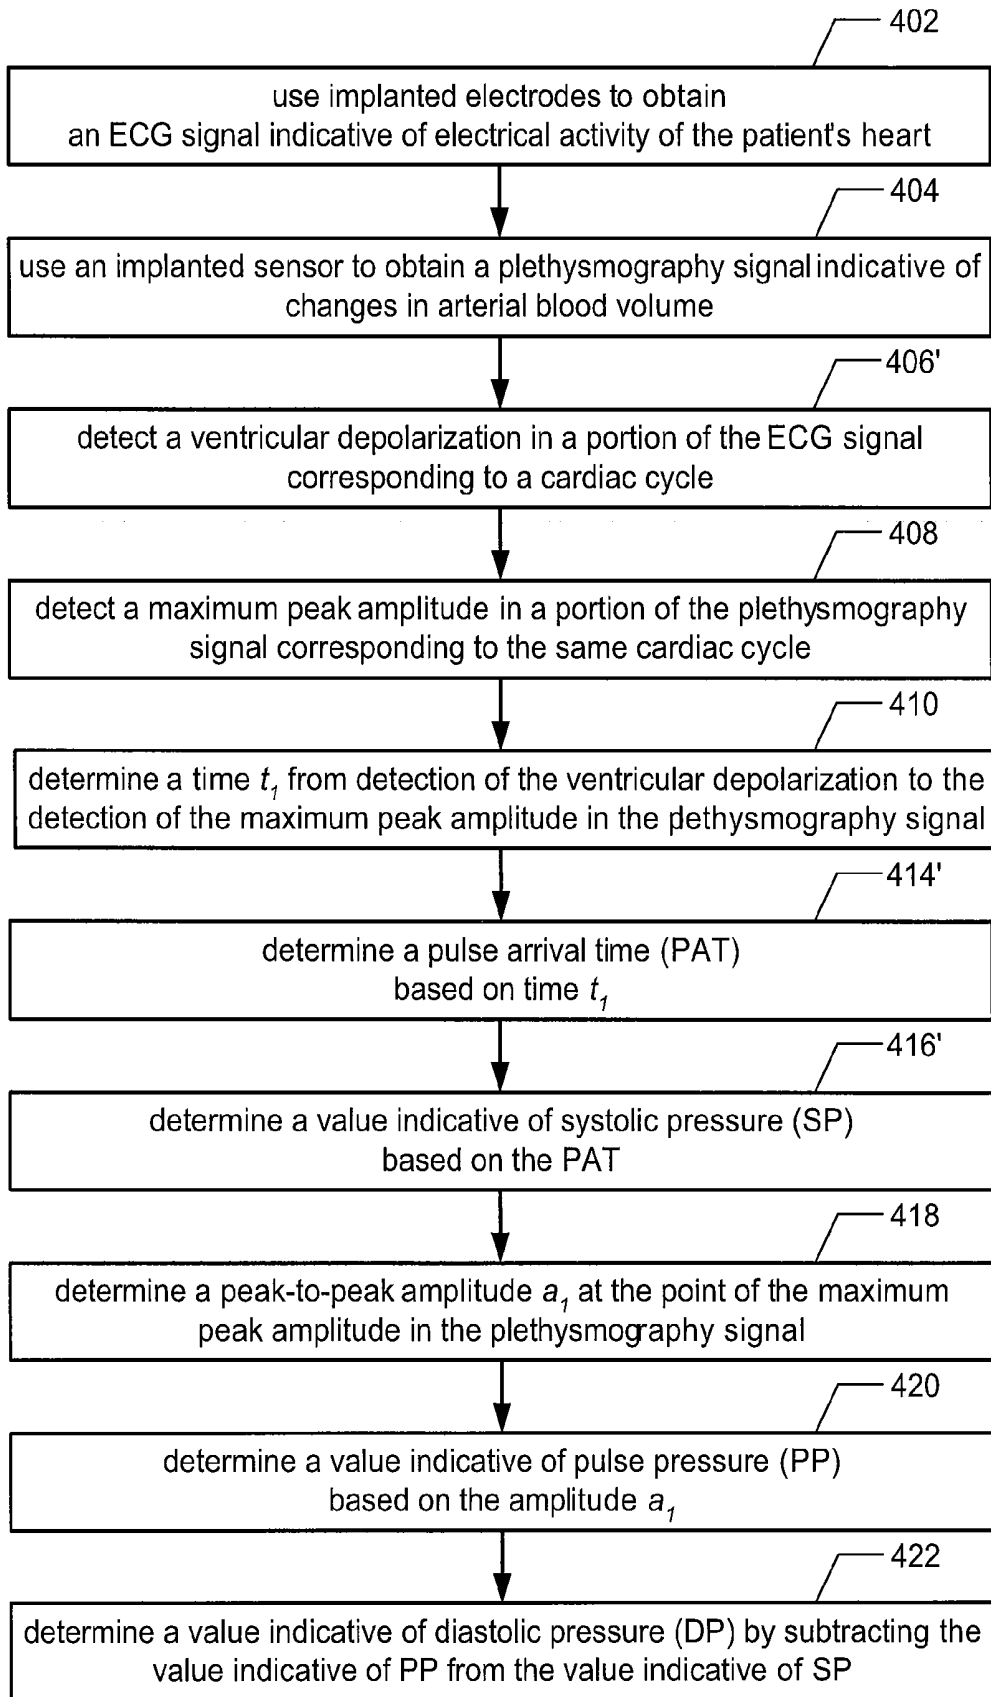 402
use implanted electrodes to obtain
an ECG signal indicative of electrical activity of the patient's heart
404
use an implanted sensor to obtain a plethysmography signal indicative of
changes in arterial blood volume
406'
detect a ventricular depolarization in a portion of the ECG signal
corresponding to a cardiac cycle
408
detect a maximum peak amplitude in a portion of the plethysmography
signal corresponding to the same cardiac cycle
410
determine a time t1 from detection of the ventricular depolarization to the
detection of the maximum peak amplitude in the plethysmography signal
414'
determine a pulse arrival time (PAT)
based on time t1
416'
determine a value indicative of systolic pressure (SP)
based on the PAT
418
determine a peak-to-peak amplitude a1 at the point of the maximum
peak amplitude in the plethysmography signal
420
determine a value indicative of pulse pressure (PP)
based on the amplitude a1
422
determine a value indicative of diastolic pressure (DP) by subtracting the
value indicative of PP from the value indicative of SP